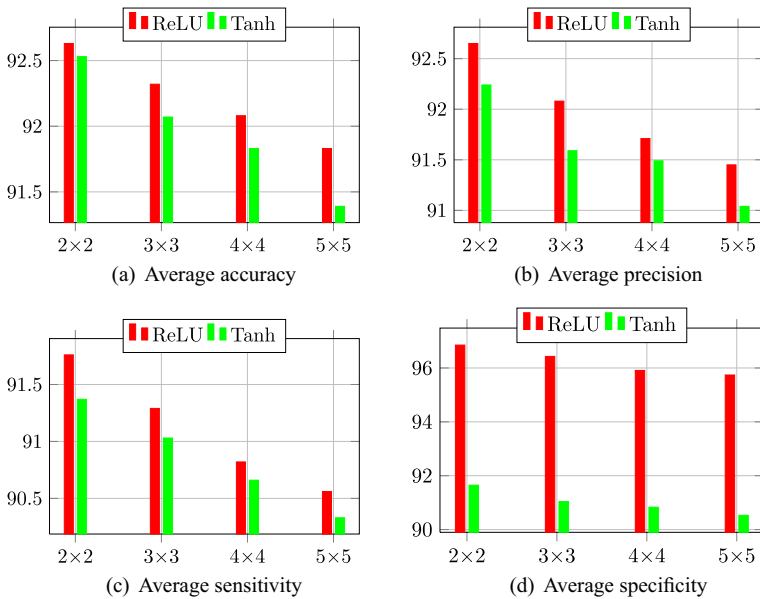 ReLU Tanh
92.5
92
91.5
2×2 3×3 4×4 5×5
(a) Average accuracy
ReLU Tanh
92.5
92
91.5
91
2×2 3×3 4×4 5×5
(b) Average precision
ReLU Tanh
91.5
91
90.5
2×2 3×3 4×4 5×5
(c) Average sensitivity
ReLU Tanh
96
94
92
90
2×2 3×3 4×4 5×5
(d) Average specificity